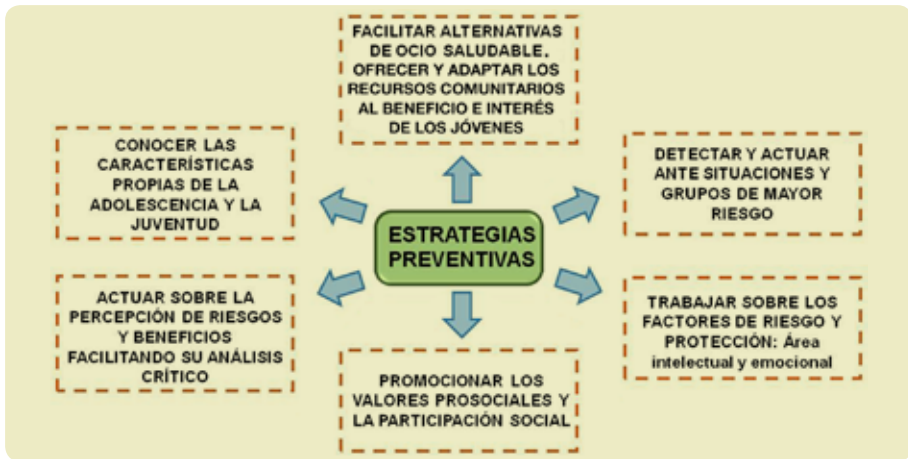 FACILITAR ALTERNATIVAS
DE OCIO SALUDABLE.
OFRECER Y ADAPTAR LOS
RECURSOS COMUNITARIOS
AL BENEFICIO E INTERÉS
DE LOS JÓVENES
CONOCER LAS
CARACTERÍSTICAS
PROPIAS DE LA
ADOLESCENCIA Y LA
JUVENTUD
DETECTAR Y ACTUAR
ANTE SITUACIONES Y
GRUPOS DE MAYOR
RIESGO
ESTRATEGIAS
PREVENTIVAS
ACTUAR SOBRE LA
PERCEPCIÓN DE RIESGOS
Y BENEFICIOS
FACILITANDO SU ANÁLISIS
CRÍTICO
TRABAJAR SOBRE LOS
FACTORES DE RIESGO Y
PROTECCIÓN: Área
intelectual y emocional
PROMOCIONAR LOS
VALORES PROSOCIALES Y
LA PARTICIPACIÓN SOCIAL